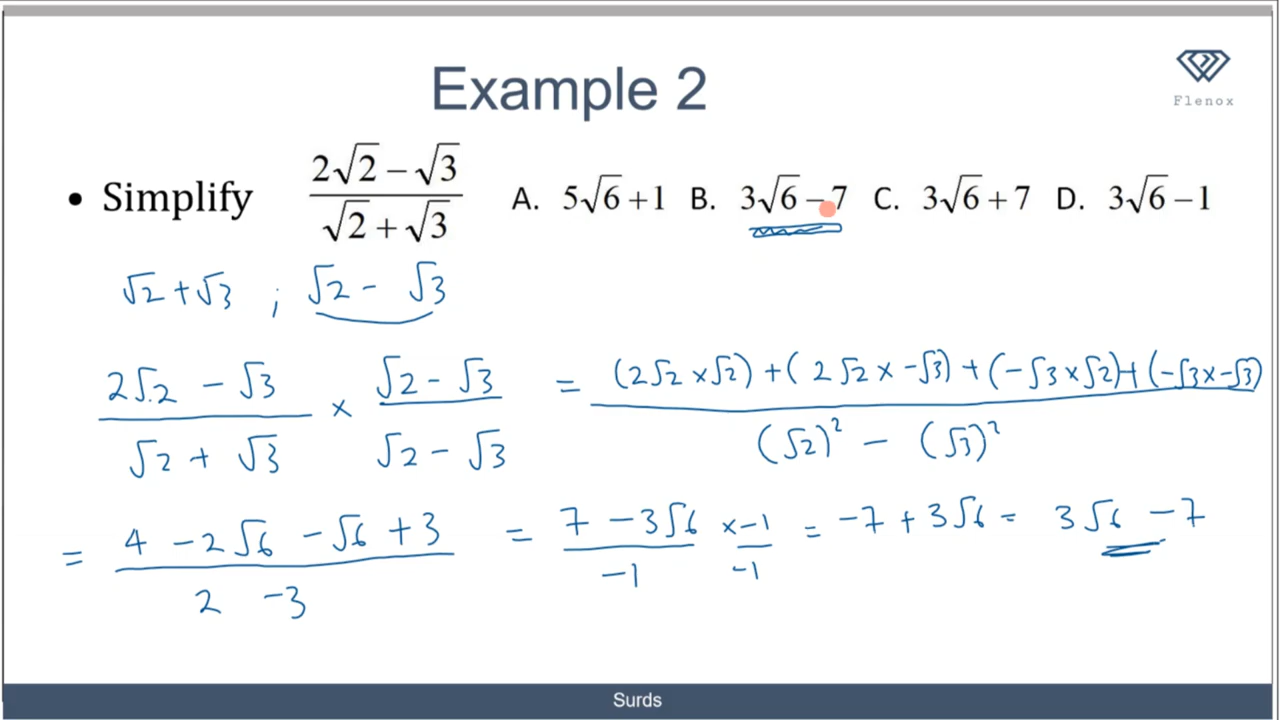 Example 2
Flenox
• Simplify (2√2 − √3)/(√2 + √3) A. 5√6 + 1 B. 3√6 − 7 C. 3√6 + 7 D. 3√6 − 1
√2 + √3 ; √2 − √3
(2√2 − √3)/(√2 + √3) × (√2 − √3)/(√2 − √3) = ((2√2 × √2) + (2√2 × −√3) + (−√3 × √2) + (−√3 × −√3))/((√2)² − (√3)²)
= (4 − 2√6 − √6 + 3)/(2 −3) = (7 − 3√6)/(−1) × −1/−1 = −7 + 3√6 = 3√6 − 7
Surds